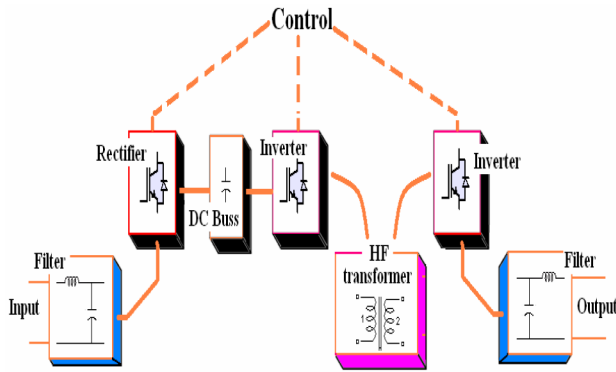 Control
Rectifier
DC Buss
Inverter
Inverter
HF
transformer
1 2
Filter
Input
Filter
Output